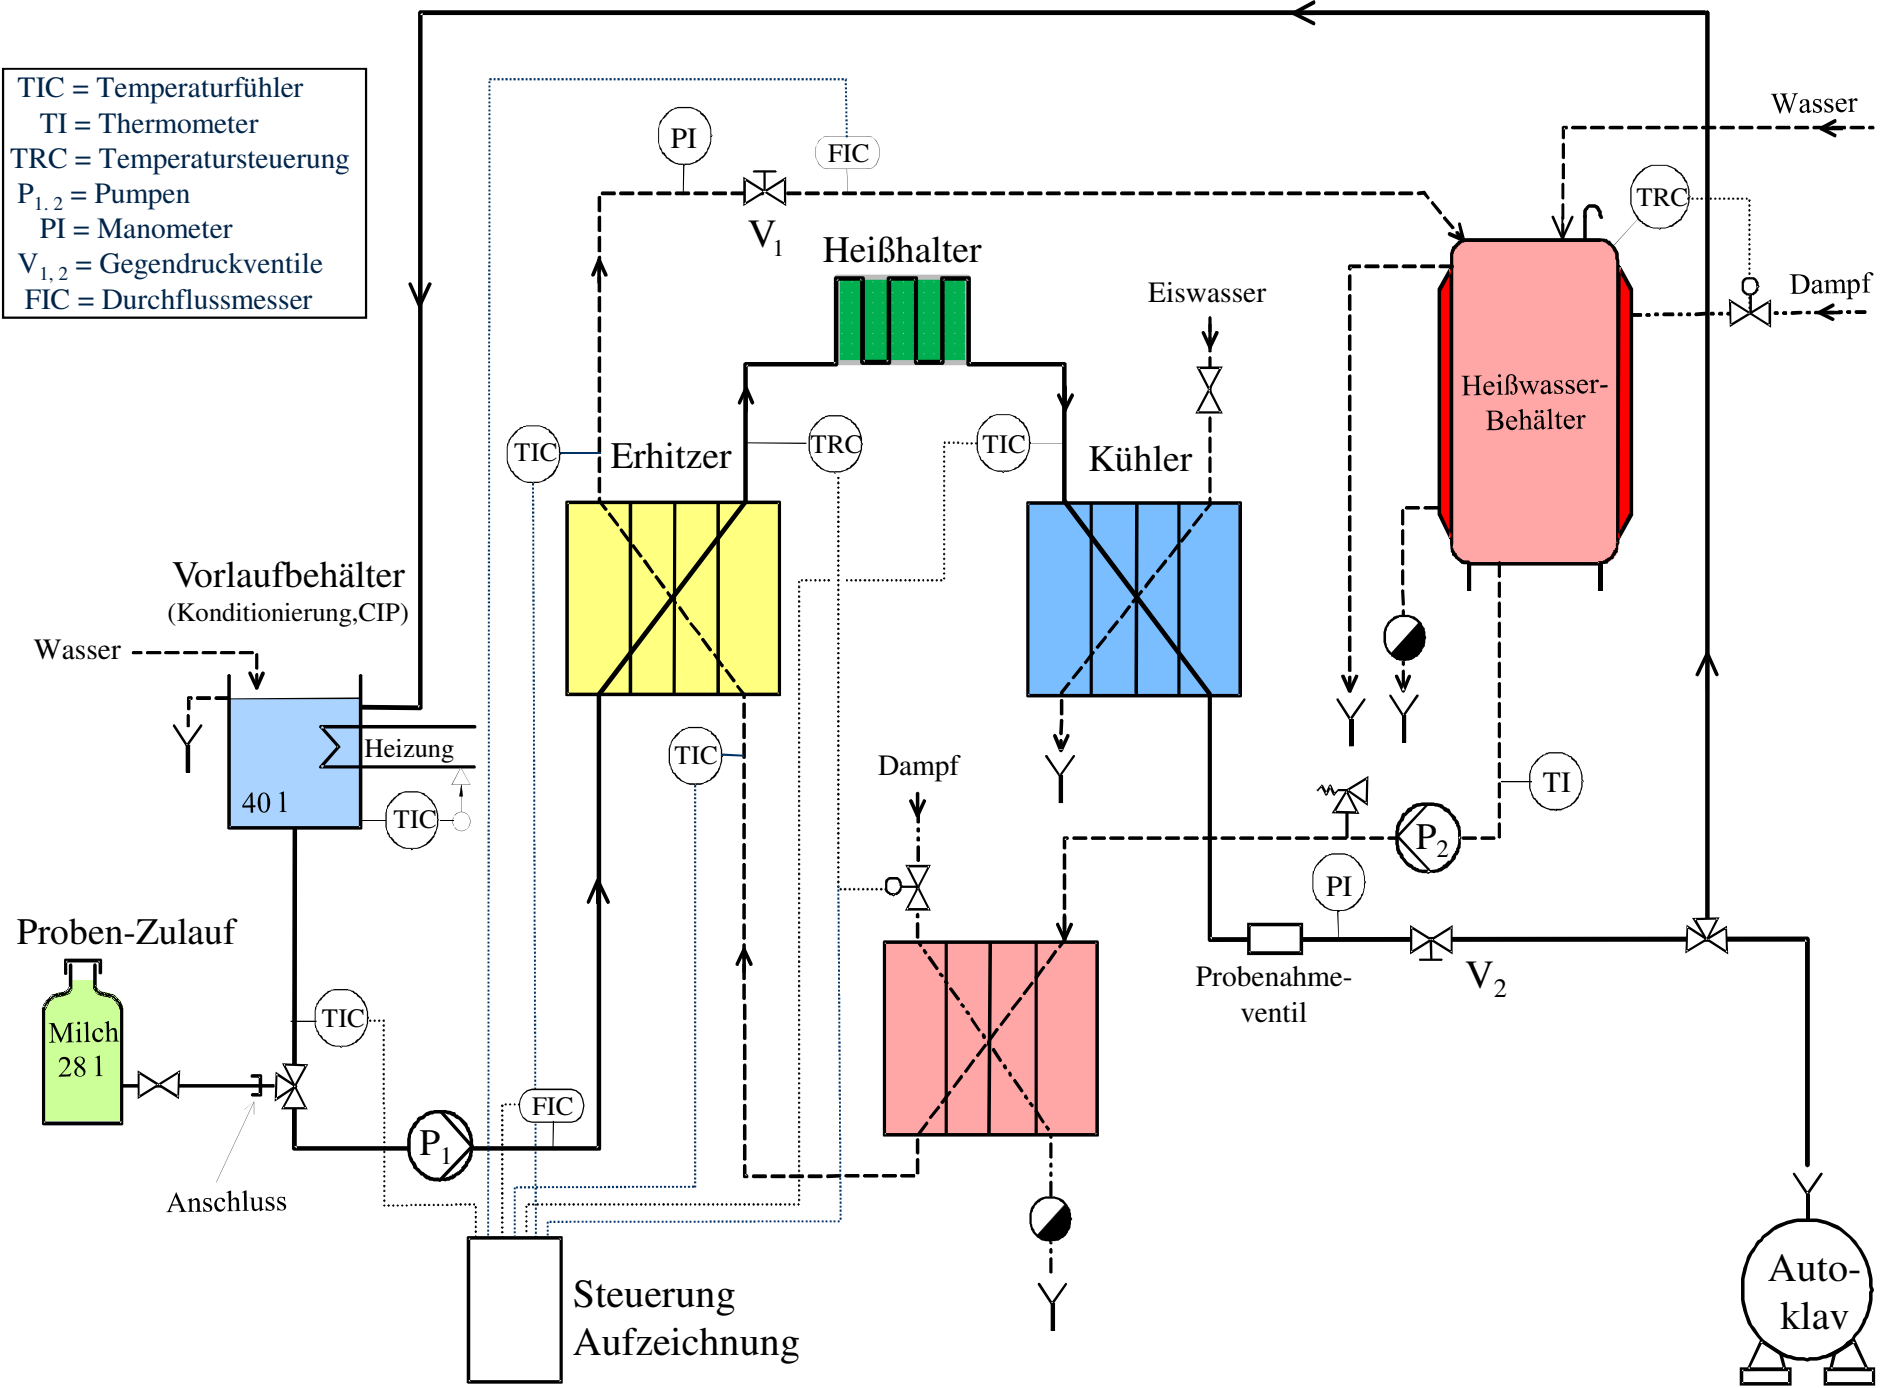 TIC = Temperaturfühler
TI = Thermometer
TRC = Temperatursteuerung
P1. 2 = Pumpen
PI = Manometer
V1, 2 = Gegendruckventile
FIC = Durchflussmesser
Wasser
PI
FIC
V1
TRC
Heißhalter
Eiswasser
Dampf
Heißwasser-
Behälter
TIC
Erhitzer
TRC
TIC
Kühler
Vorlaufbehälter
(Konditionierung,CIP)
Wasser
Heizung
40 l
TIC
TIC
Dampf
TI
P2
PI
Proben-Zulauf
Milch
28 l
TIC
Probenahme-
ventil
V2
FIC
P1
Anschluss
Steuerung
Aufzeichnung
Auto-
klav